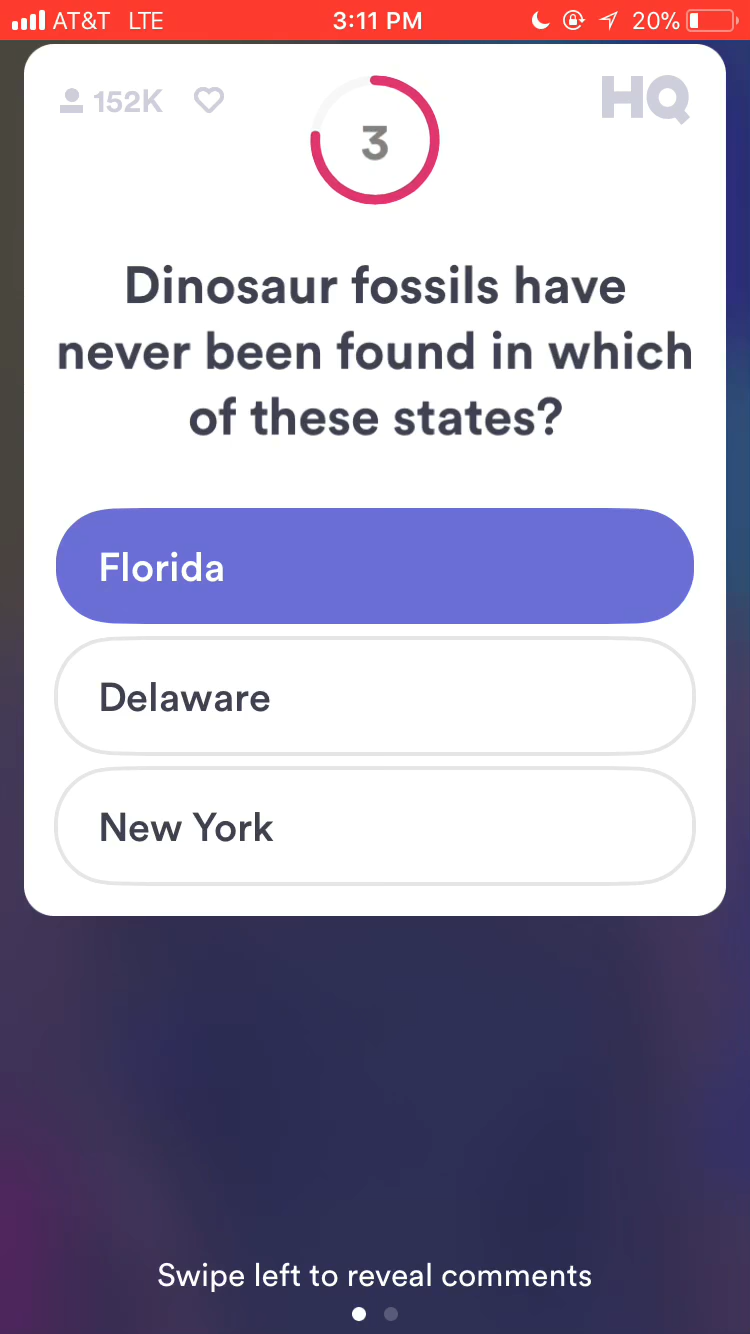 AT&T LTE 3:11 PM 20%
152K HQ
3
Dinosaur fossils have
never been found in which
of these states?
Florida
Delaware
New York
Swipe left to reveal comments